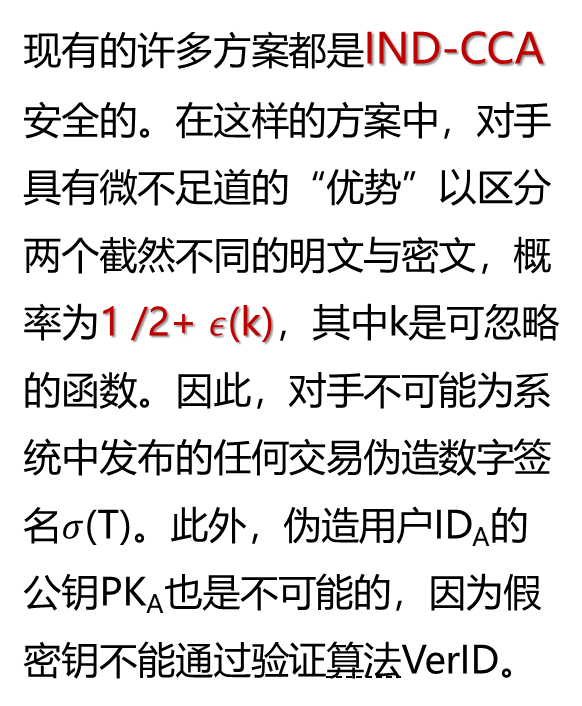 现有的许多方案都是IND-CCA
安全的。在这样的方案中，对手
具有微不足道的“优势”以区分
两个截然不同的明文与密文，概
率为1 /2+ ϵ(k)，其中k是可忽略
的函数。因此，对手不可能为系
统中发布的任何交易伪造数字签
名σ(T)。此外，伪造用户ID_A的
公钥PK_A也是不可能的，因为假
密钥不能通过验证算法VerID。